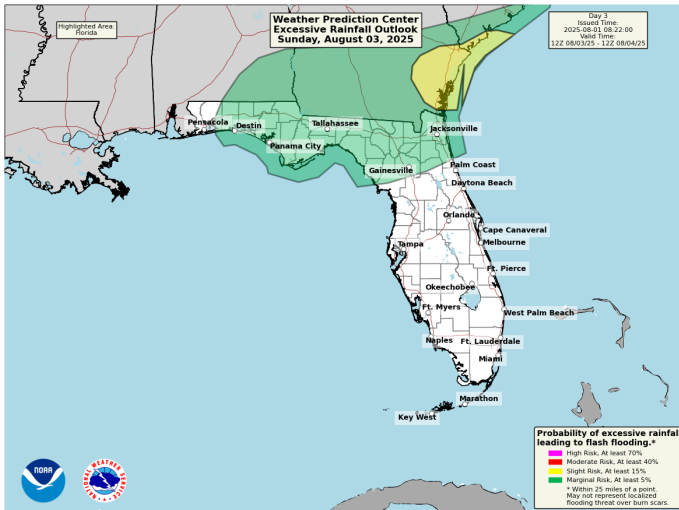 Highlighted Area:
Florida
Weather Prediction Center
Excessive Rainfall Outlook
Sunday, August 03, 2025
Day 3
Issued Time:
2025-08-01 08:22:00
Valid Time:
12Z 08/03/25 - 12Z 08/04/25
Pensacola
Destin
Tallahassee
Jacksonville
Panama City
Gainesville
Palm Coast
Daytona Beach
Orlando
Cape Canaveral
Tampa
Melbourne
Ft. Pierce
Okeechobee
Ft. Myers
West Palm Beach
Naples
Ft. Lauderdale
Miami
Marathon
Key West
Probability of excessive rainfall
leading to flash flooding.*
High Risk, At least 70%
Moderate Risk, At least 40%
Slight Risk, At least 15%
Marginal Risk, At least 5%
* Within 25 miles of a point.
May not represent localized
flooding threat over burn scars.
NOAA
NATIONAL WEATHER SERVICE